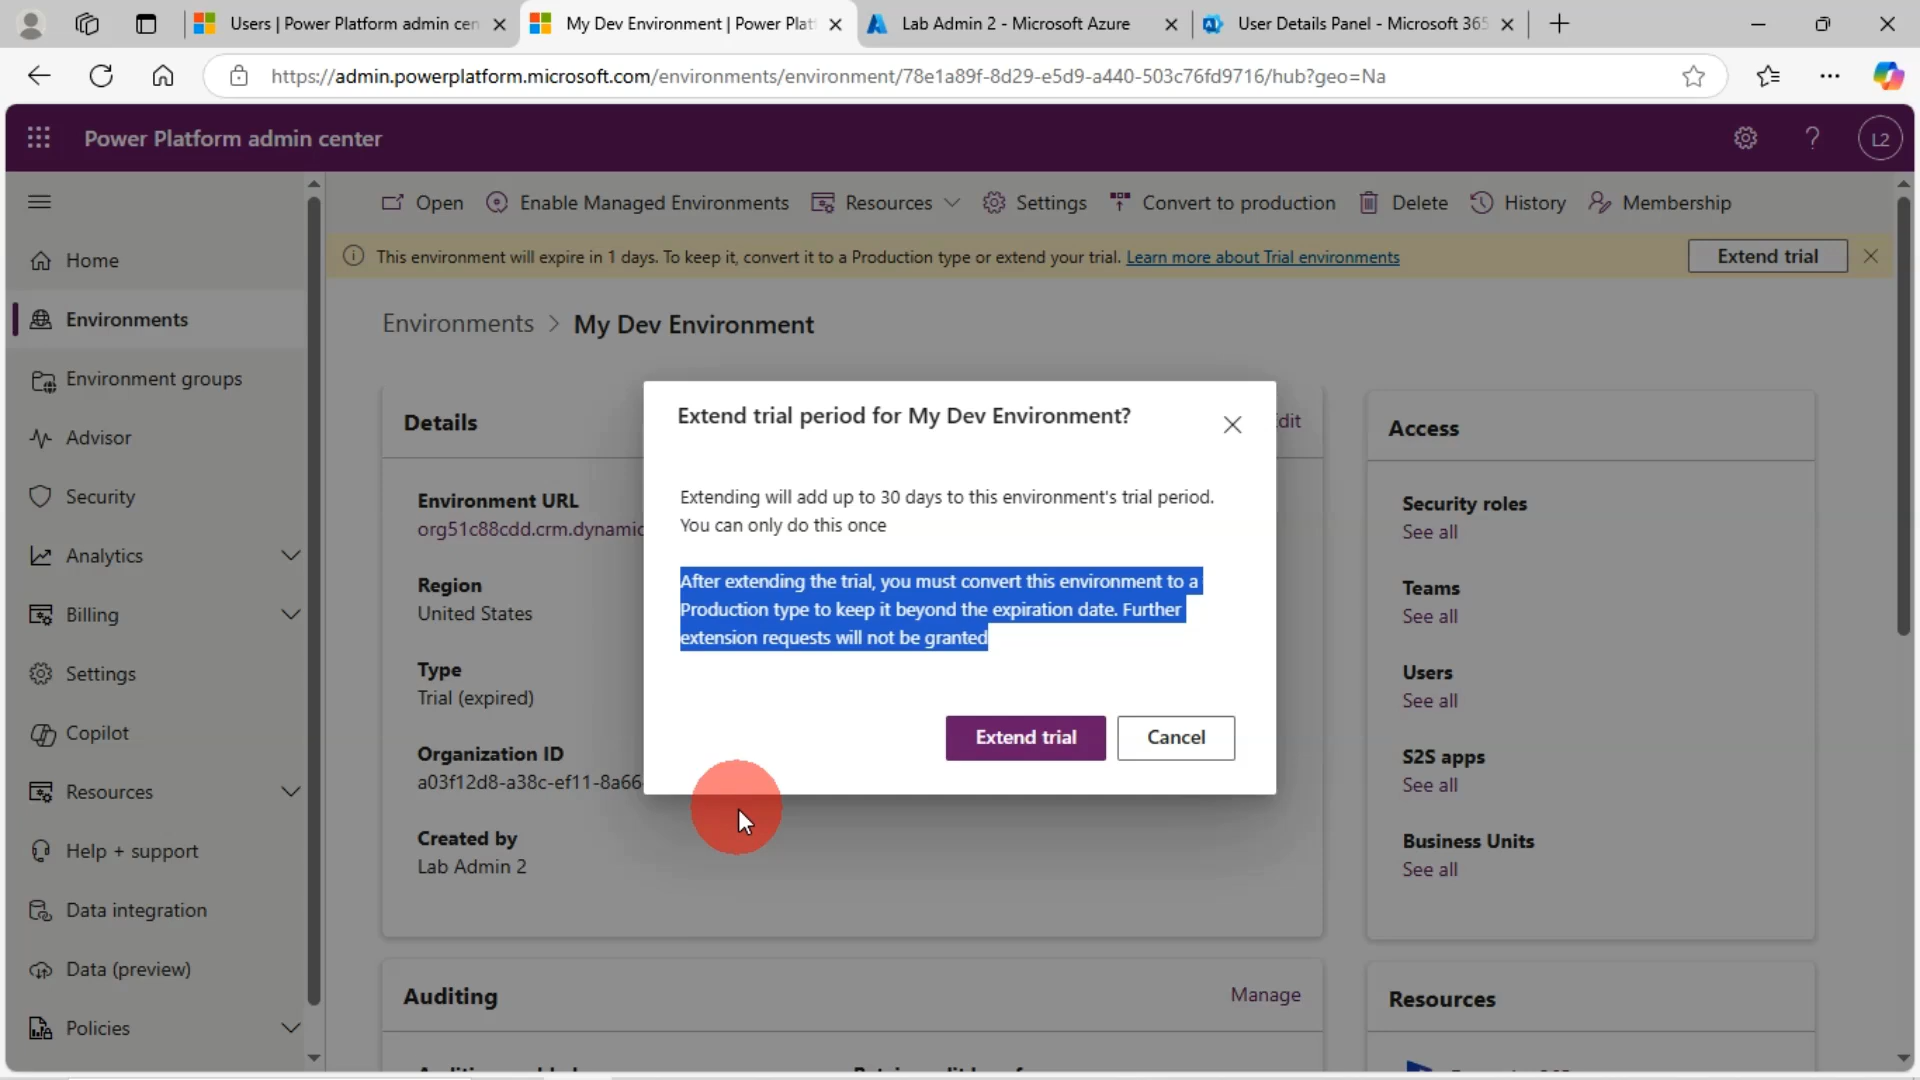 Users | Power Platform admin cen
My Dev Environment | Power Plat
Lab Admin 2 - Microsoft Azure
User Details Panel - Microsoft 365
https://admin.powerplatform.microsoft.com/environments/environment/78e1a89f-8d29-e5d9-a440-503c76fd9716/hub?geo=Na
Power Platform admin center
L2
Open
Enable Managed Environments
Resources
Settings
Convert to production
Delete
History
Membership
This environment will expire in 1 days. To keep it, convert it to a Production type or extend your trial. Learn more about Trial environments
Extend trial
Home
Environments
Environment groups
Advisor
Security
Analytics
Billing
Settings
Copilot
Resources
Help + support
Data integration
Data (preview)
Policies
Environments > My Dev Environment
Details
dit
Environment URL
org51c88cdd.crm.dynamic
Region
United States
Type
Trial (expired)
Organization ID
a03f12d8-a38c-ef11-8a66
Created by
Lab Admin 2
Extend trial period for My Dev Environment?
Extending will add up to 30 days to this environment's trial period.
You can only do this once
After extending the trial, you must convert this environment to a
Production type to keep it beyond the expiration date. Further
extension requests will not be granted
Extend trial
Cancel
Access
Security roles
See all
Teams
See all
Users
See all
S2S apps
See all
Business Units
See all
Auditing
Manage
Resources